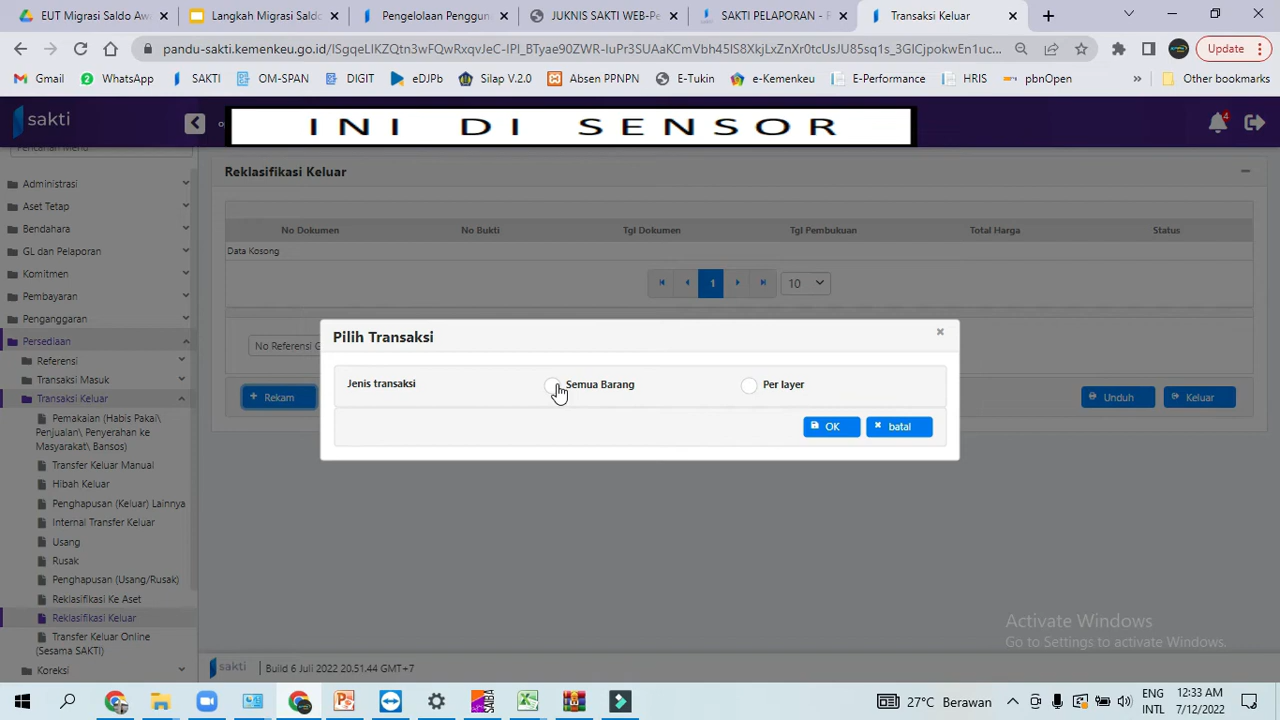 EUT Migrasi Saldo Aw
Langkah Migrasi Saldo
Pengelolaan Penggun
JUKNIS SAKTI WEB-Pe
SAKTI PELAPORAN - P
Transaksi Keluar
Update
Gmail
WhatsApp
SAKTI
OM-SPAN
DIGIT
eDJPb
Silap V.2.0
Absen PPNPN
E-Tukin
e-Kemenkeu
E-Performance
HRIS
pbnOpen
Other bookmarks
sakti
INI DI SENSOR
4
Pencarian Menu
Administrasi
Aset Tetap
Bendahara
GL dan Pelaporan
Komitmen
Pembayaran
Penganggaran
Persediaan
Referensi
Transaksi Masuk
Transaksi Keluar
Pemakaian (Habis Pakai\
Penjualan\ Penyerahan ke
Masyarakat\ Bansos)
Transfer Keluar Manual
Hibah Keluar
Penghapusan (Keluar) Lainnya
Internal Transfer Keluar
Usang
Rusak
Penghapusan (Usang/Rusak)
Reklasifikasi Ke Aset
Reklasifikasi Keluar
Transfer Keluar Online
(Sesama SAKTI)
Koreksi
Reklasifikasi Keluar
No Dokumen
No Bukti
Tgl Dokumen
Tgl Pembukuan
Total Harga
Status
Data Kosong
1
10
No Referensi
Rekam
Unduh
Keluar
Pilih Transaksi
Jenis transaksi
Semua Barang
Per layer
OK
batal
Activate Windows
Go to Settings to activate Windows.
sakti
Build 6 Juli 2022 20.51.44 GMT+7
27°C Berawan
ENG
INTL
12:33 AM
7/12/2022